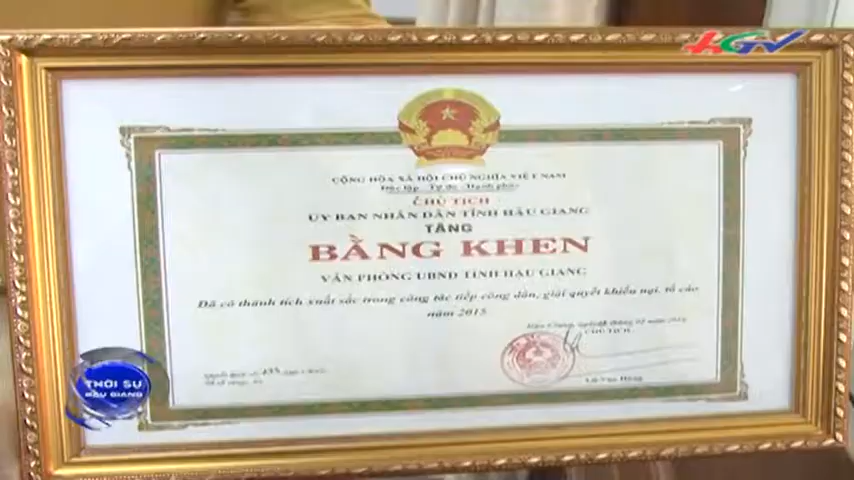 HGTV
CỘNG HÒA XÃ HỘI CHỦ NGHĨA VIỆT NAM
Độc lập - Tự do - Hạnh phúc
CHỦ TỊCH
ỦY BAN NHÂN DÂN TỈNH HẬU GIANG
TẶNG
BẰNG KHEN
VĂN PHÒNG UBND TỈNH HẬU GIANG
Đã có thành tích xuất sắc trong công tác tiếp công dân, giải quyết khiếu nại, tố cáo
năm 2015
CHỦ TỊCH
THỜI SỰ
HẬU GIANG